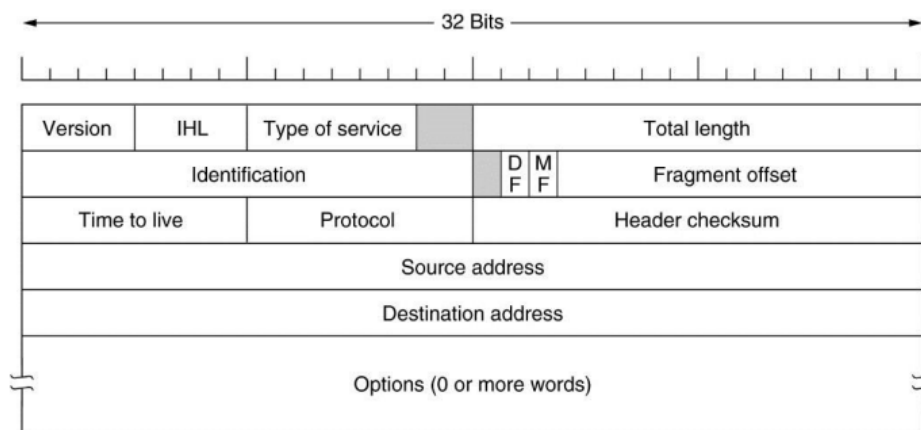 32 Bits
Version IHL Type of service Total length
Identification D F M F Fragment offset
Time to live Protocol Header checksum
Source address
Destination address
Options (0 or more words)